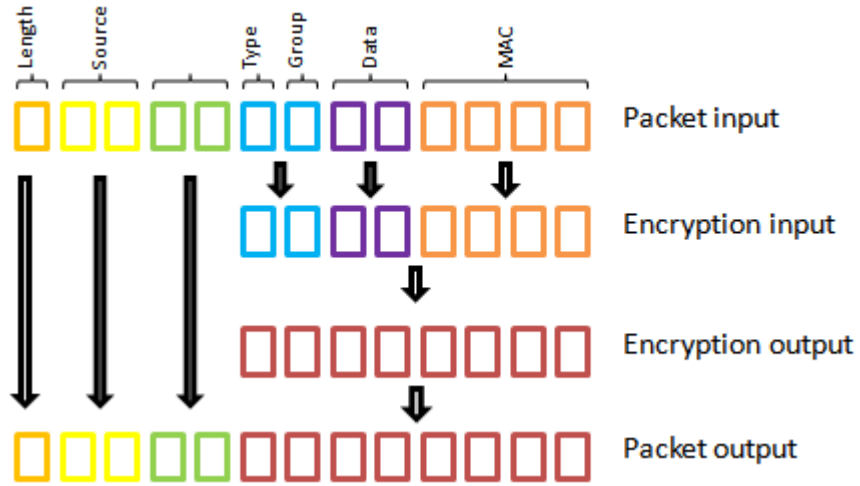 Length
Source
Type
Group
Data
MAC
Packet input
Encryption input
Encryption output
Packet output